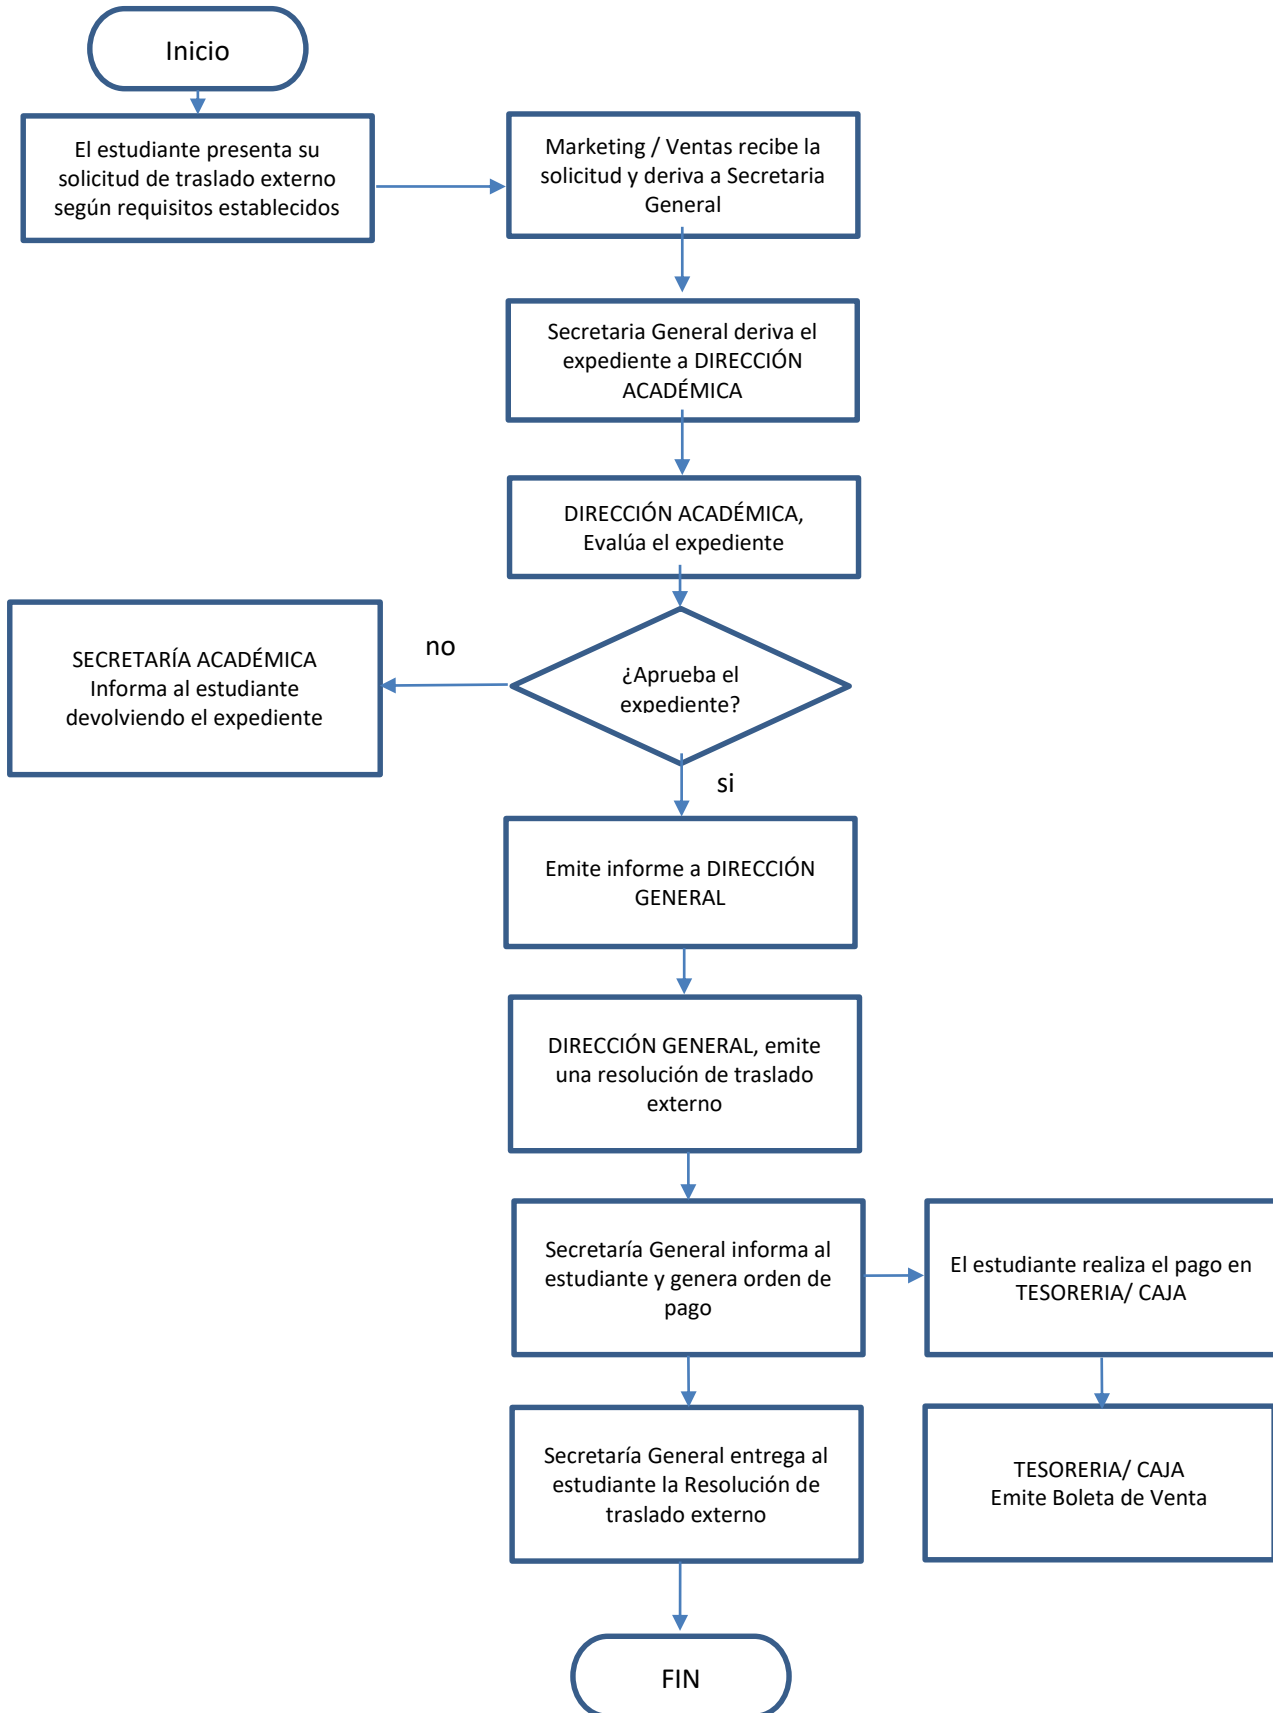 Inicio
El estudiante presenta su
solicitud de traslado externo
según requisitos establecidos
Marketing / Ventas recibe la
solicitud y deriva a Secretaria
General
Secretaria General deriva el
expediente a DIRECCIÓN
ACADÉMICA
DIRECCIÓN ACADÉMICA,
Evalúa el expediente
¿Aprueba el
expediente?
no
SECRETARÍA ACADÉMICA
Informa al estudiante
devolviendo el expediente
si
Emite informe a DIRECCIÓN
GENERAL
DIRECCIÓN GENERAL, emite
una resolución de traslado
externo
Secretaría General informa al
estudiante y genera orden de
pago
El estudiante realiza el pago en
TESORERIA/ CAJA
Secretaría General entrega al
estudiante la Resolución de
traslado externo
TESORERIA/ CAJA
Emite Boleta de Venta
FIN